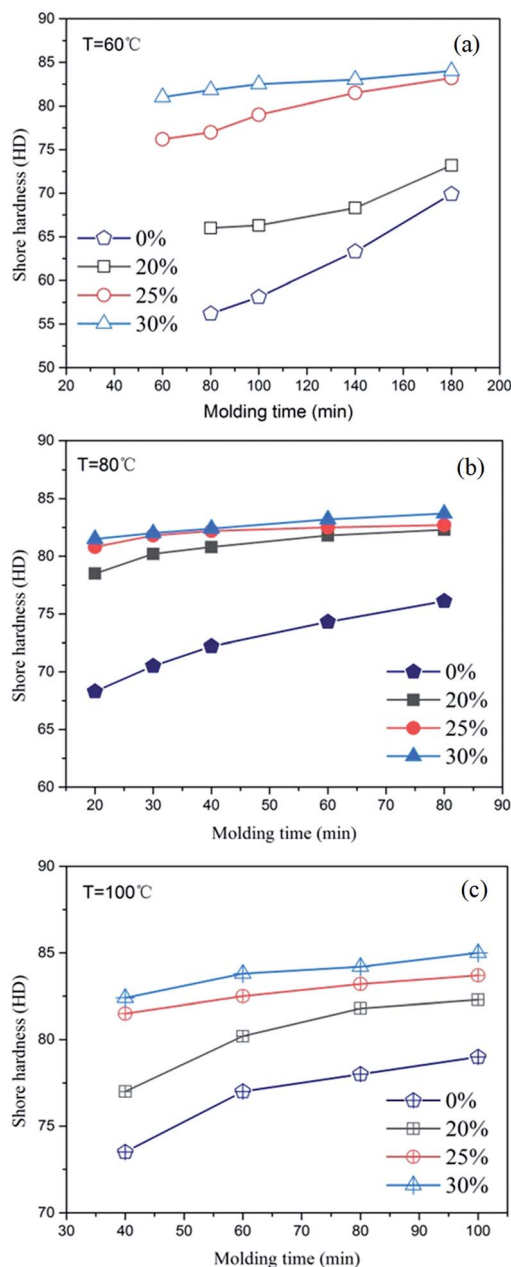 90
T=60℃
(a)
85
80
75
70
65
60
55
50
Shore hardness (HD)
0%
20%
25%
30%
20 40 60 80 100 120 140 160 180 200
Molding time (min)
90
T=80℃
(b)
85
80
75
70
65
60
Shore hardness (HD)
0%
20%
25%
30%
20 30 40 50 60 70 80 90
Molding time (min)
90
T=100℃
(c)
85
80
75
70
Shore hardness (HD)
0%
20%
25%
30%
30 40 50 60 70 80 90 100
Molding time (min)